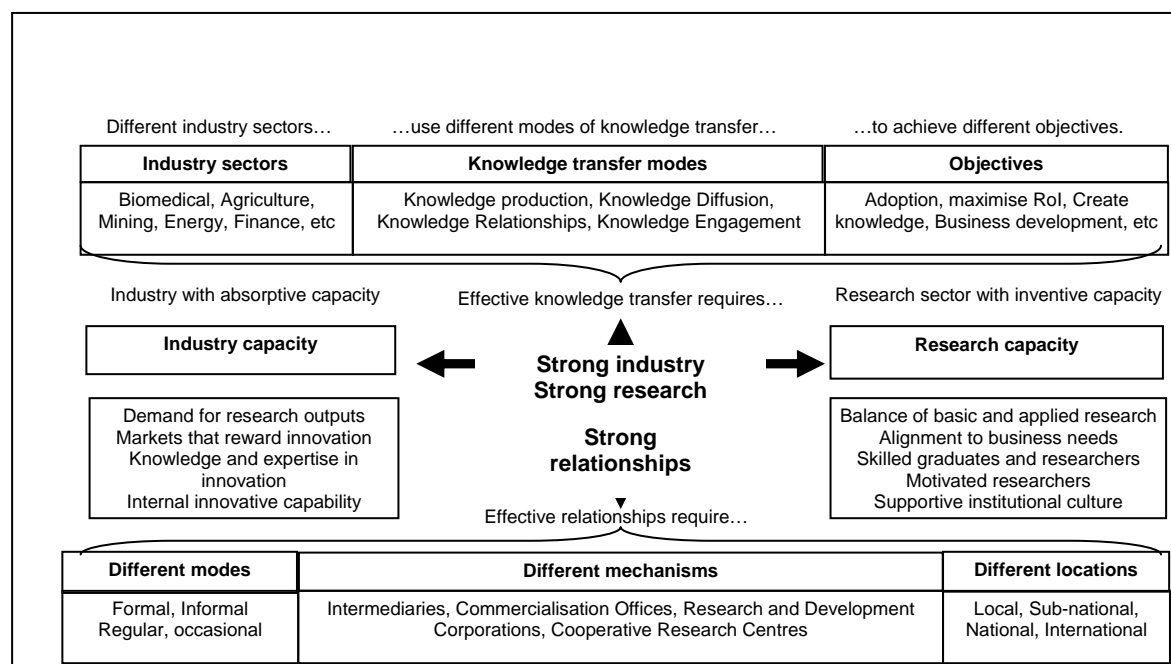 Different industry sectors…
…use different modes of knowledge transfer…
…to achieve different objectives.
Industry sectors
Knowledge transfer modes
Objectives
Biomedical, Agriculture,
Mining, Energy, Finance, etc
Knowledge production, Knowledge Diffusion,
Knowledge Relationships, Knowledge Engagement
Adoption, maximise RoI, Create
knowledge, Business development, etc
Industry with absorptive capacity
Effective knowledge transfer requires…
Research sector with inventive capacity
Industry capacity
Strong industry
Strong research
Research capacity
Demand for research outputs
Markets that reward innovation
Knowledge and expertise in
innovation
Internal innovative capability
Strong
relationships
Balance of basic and applied research
Alignment to business needs
Skilled graduates and researchers
Motivated researchers
Supportive institutional culture
Effective relationships require…
Different modes
Different mechanisms
Different locations
Formal, Informal
Regular, occasional
Intermediaries, Commercialisation Offices, Research and Development
Corporations, Cooperative Research Centres
Local, Sub-national,
National, International